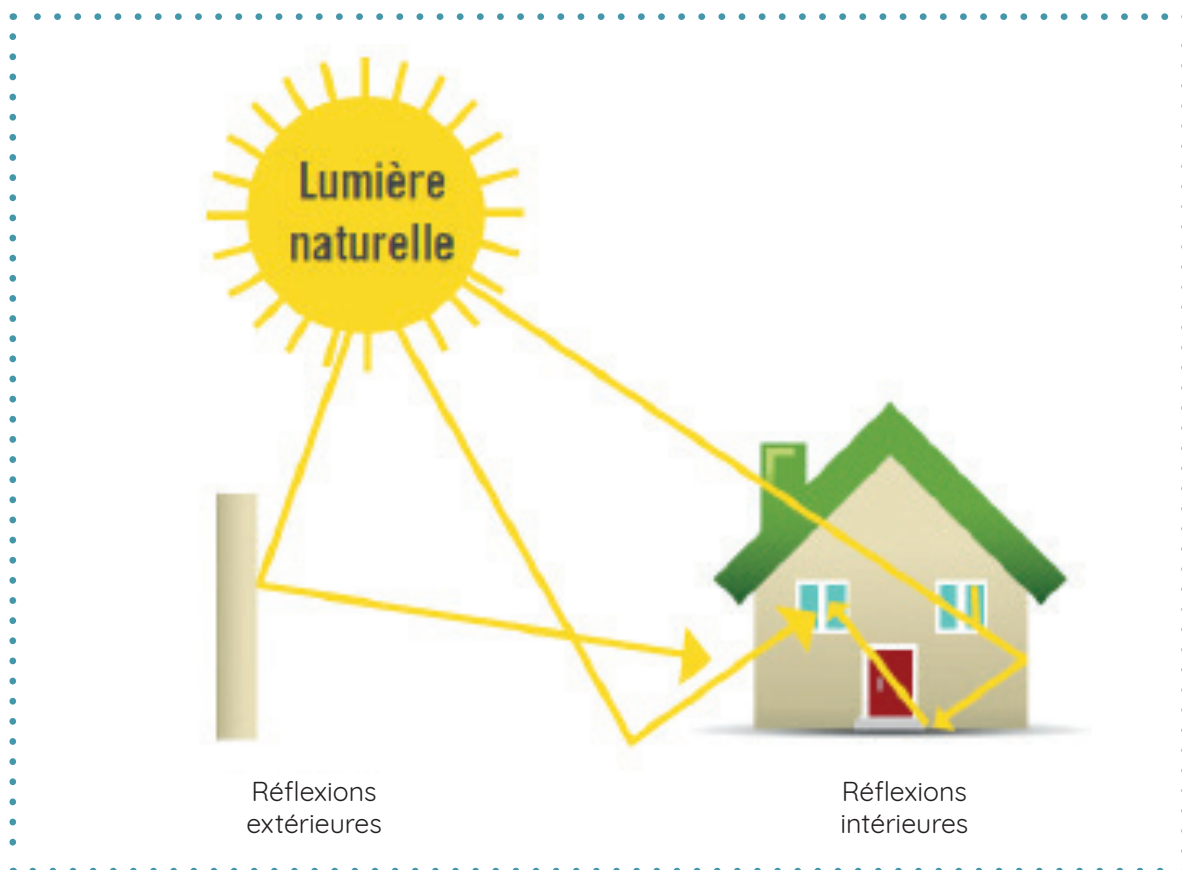 Lumière
naturelle
Réflexions
extérieures
Réflexions
intérieures